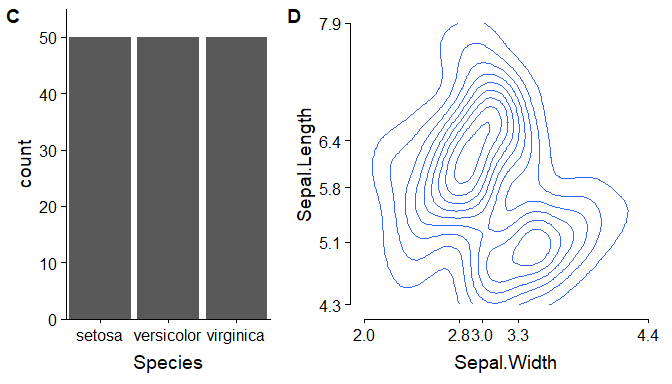 C
50
40
30
20
10
0
count
setosa versicolor virginica
Species
D
7.9
6.4
5.8
5.1
4.3
Sepal.Length
2.0 2.83.0 3.3 4.4
Sepal.Width